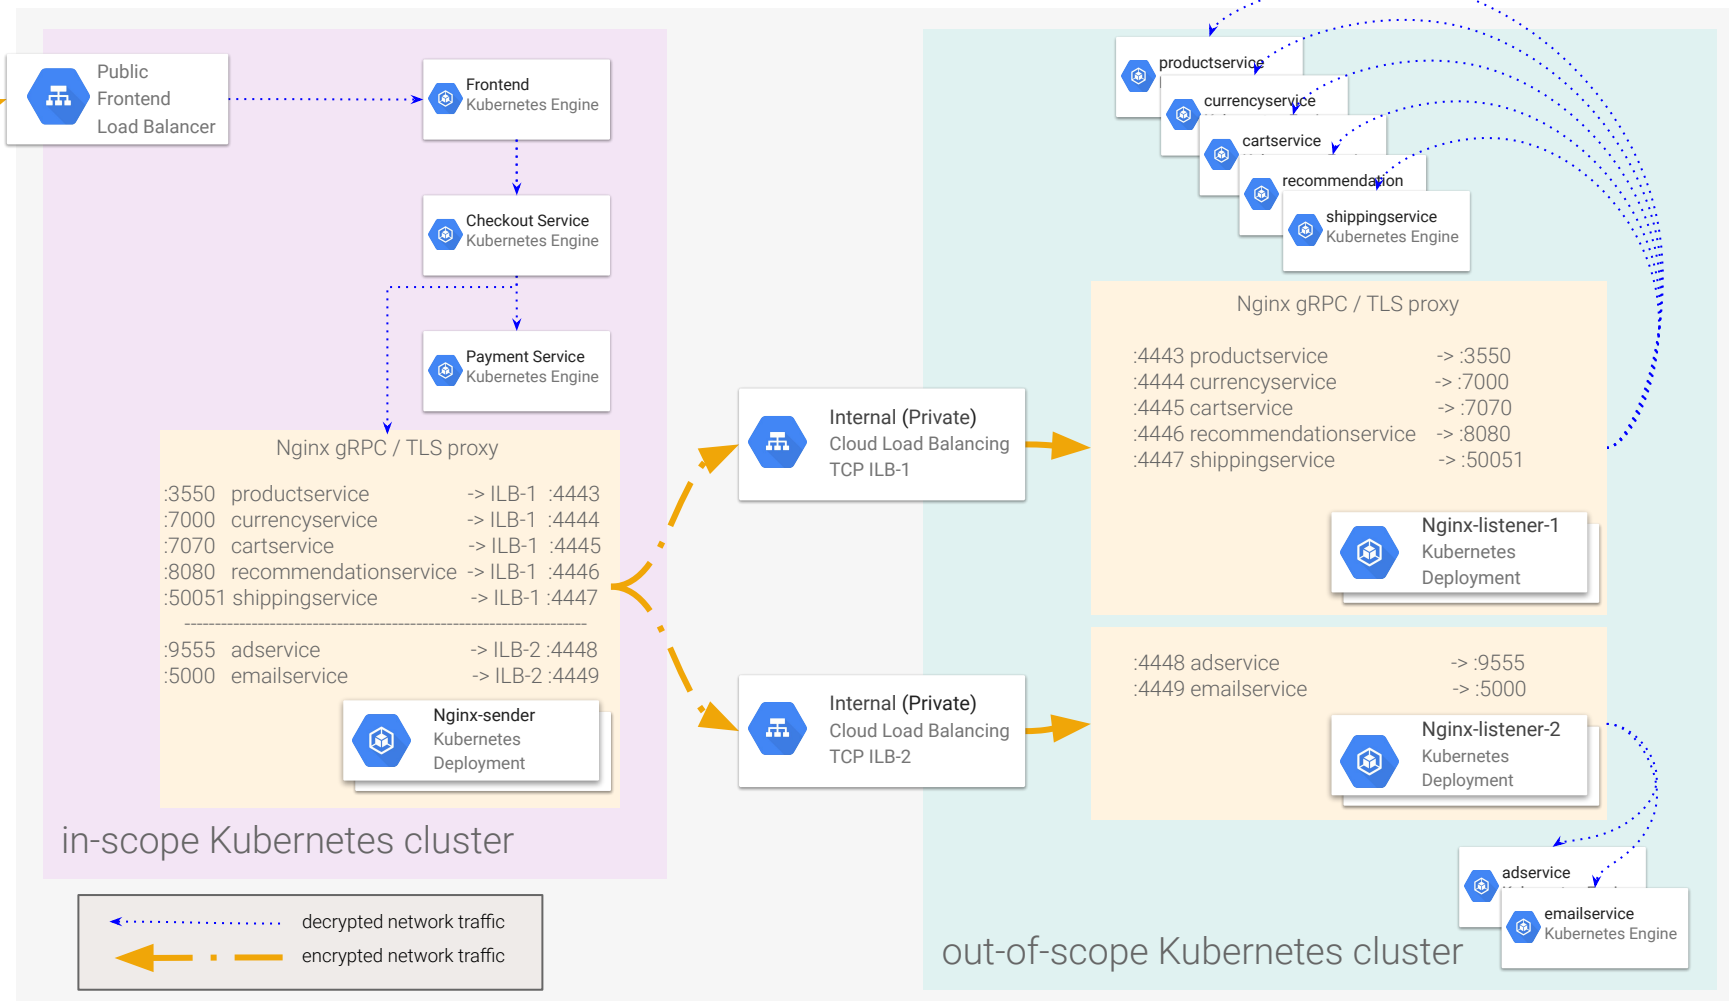 Public
Frontend
Load Balancer
Frontend
Kubernetes Engine
Checkout Service
Kubernetes Engine
Payment Service
Kubernetes Engine
Nginx gRPC / TLS proxy
:3550 productservice -> ILB-1 :4443
:7000 currencyservice -> ILB-1 :4444
:7070 cartservice -> ILB-1 :4445
:8080 recommendationservice -> ILB-1 :4446
:50051 shippingservice -> ILB-1 :4447
:9555 adservice -> ILB-2 :4448
:5000 emailservice -> ILB-2 :4449
Nginx-sender
Kubernetes
Deployment
in-scope Kubernetes cluster
decrypted network traffic
encrypted network traffic
Internal (Private)
Cloud Load Balancing
TCP ILB-1
Internal (Private)
Cloud Load Balancing
TCP ILB-2
productservice
currencyservice
cartservice
recommendation
shippingservice
Kubernetes Engine
Nginx gRPC / TLS proxy
:4443 productservice -> :3550
:4444 currencyservice -> :7000
:4445 cartservice -> :7070
:4446 recommendationservice -> :8080
:4447 shippingservice -> :50051
Nginx-listener-1
Kubernetes
Deployment
:4448 adservice -> :9555
:4449 emailservice -> :5000
Nginx-listener-2
Kubernetes
Deployment
adservice
emailservice
Kubernetes Engine
out-of-scope Kubernetes cluster